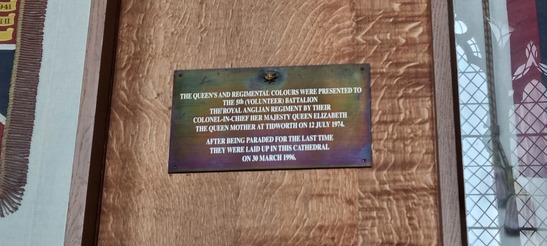 1941
THE QUEEN'S AND REGIMENTAL COLOURS WERE PRESENTED TO
THE 5th (VOLUNTEER) BATTALION
THE ROYAL ANGLIAN REGIMENT BY THEIR
COLONEL-IN-CHIEF HER MAJESTY QUEEN ELIZABETH
THE QUEEN MOTHER AT TIDWORTH ON 12 JULY 1974.
AFTER BEING PARADED FOR THE LAST TIME
THEY WERE LAID UP IN THIS CATHEDRAL
ON 30 MARCH 1996.